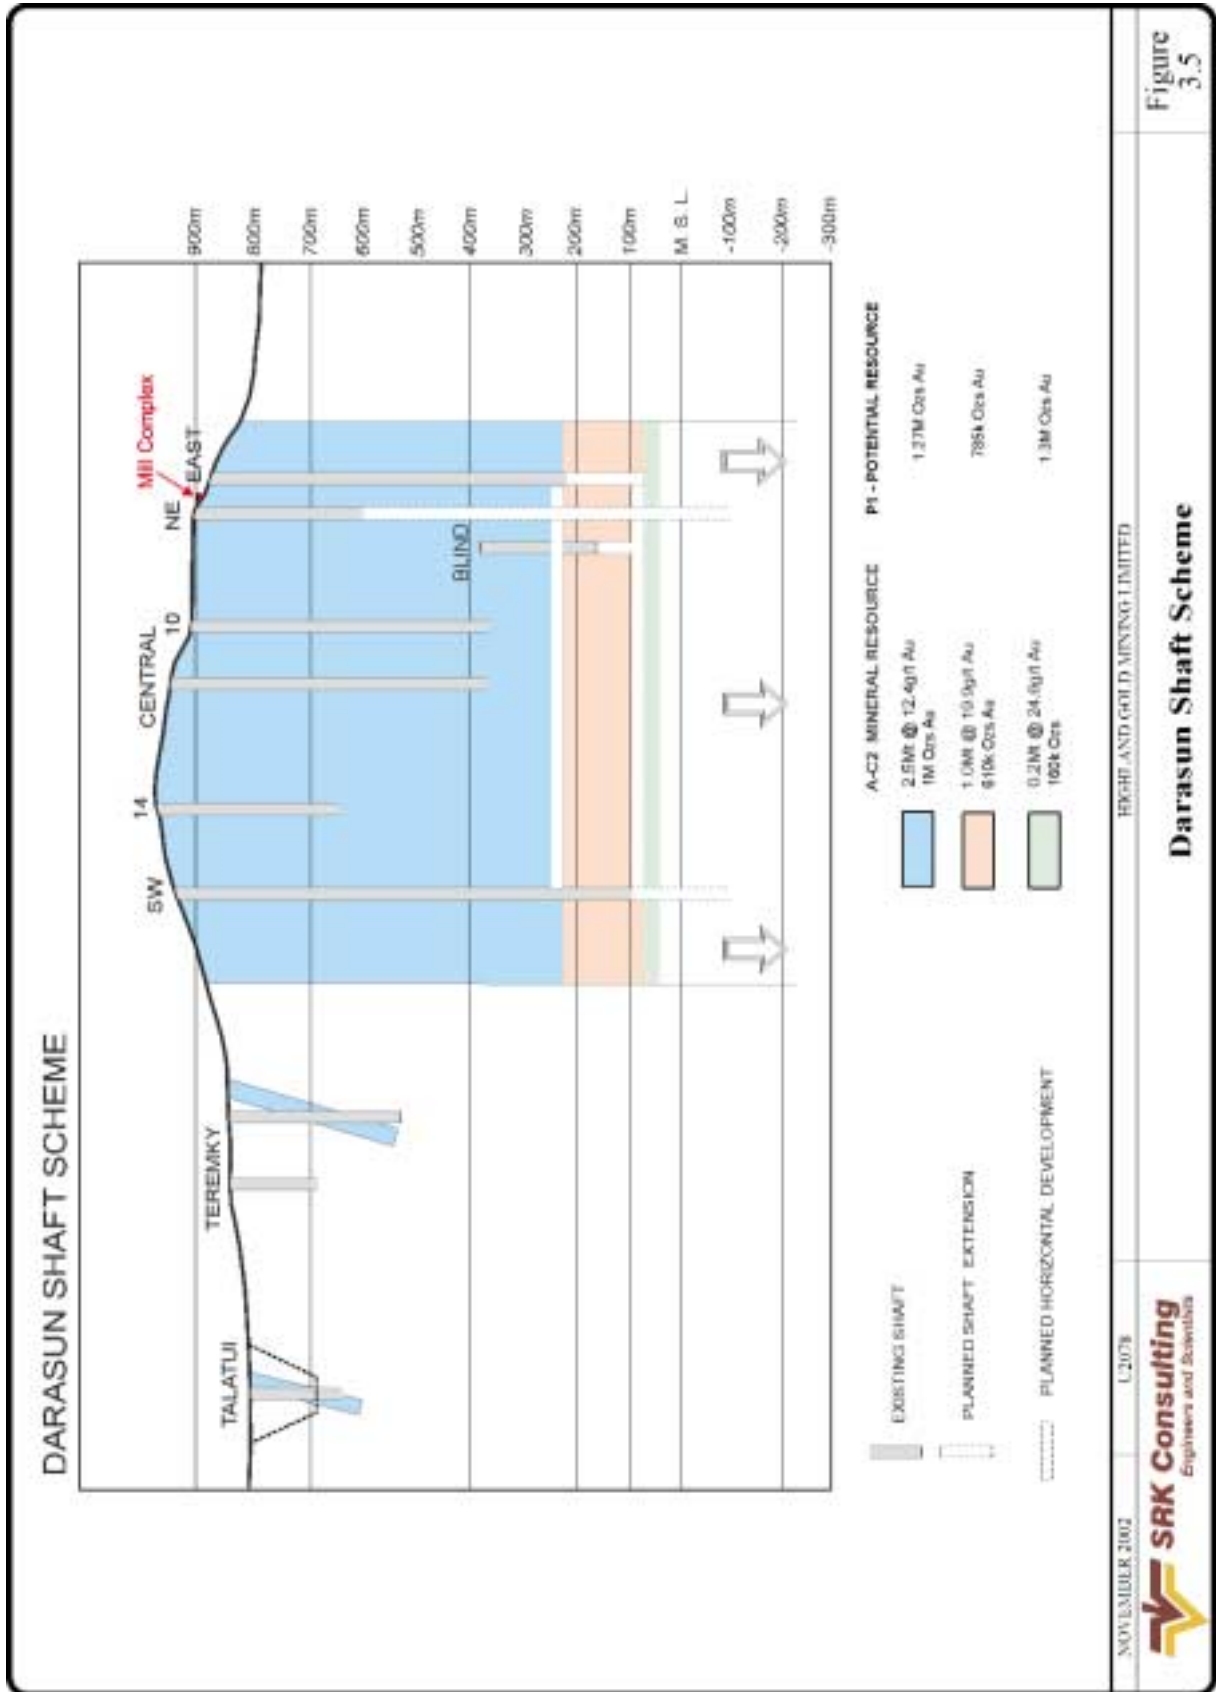 DARASUN SHAFT SCHEME
TALATUI
TEREMKY
SW
14
CENTRAL
10
NE
EAST
Mill Complex
BLIND
900m
800m
700m
600m
500m
400m
300m
200m
100m
M. S. L.
-100m
-200m
-300m
EXISTING SHAFT
PLANNED SHAFT EXTENSION
PLANNED HORIZONTAL DEVELOPMENT
A-C2 MINERAL RESOURCE
2.5Mt @ 12.4g/t Au
1M Ozs Au
1.0Mt @ 19.9g/t Au
610k Ozs Au
0.2Mt @ 24.6g/t Au
160k Ozs
P1 - POTENTIAL RESOURCE
1.27M Ozs Au
785k Ozs Au
1.3M Ozs Au
NOVEMBER 2002
U2078
HIGHLAND GOLD MINING LIMITED
SRK Consulting
Engineers and Scientists
Darasun Shaft Scheme
Figure
3.5